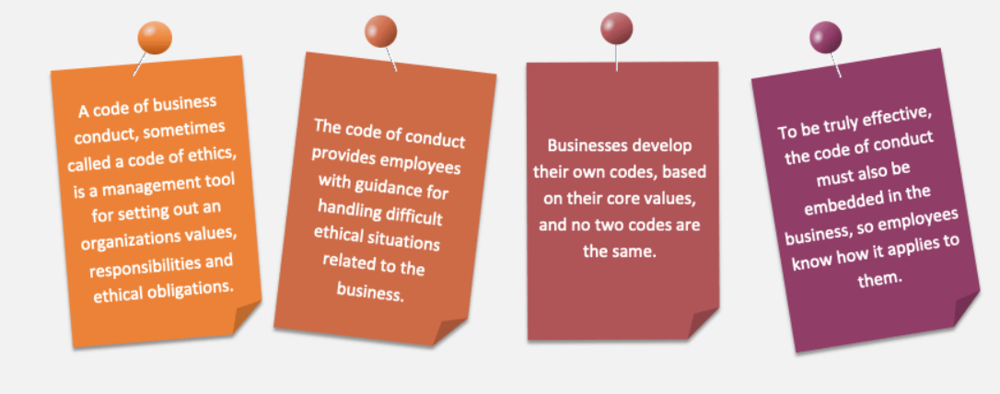 A code of business
conduct, sometimes
called a code of ethics,
is a management tool
for setting out an
organizations values,
responsibilities and
ethical obligations.
The code of conduct
provides employees
with guidance for
handling difficult
ethical situations
related to the
business.
Businesses develop
their own codes, based
on their core values,
and no two codes are
the same.
To be truly effective,
the code of conduct
must also be
embedded in the
business, so employees
know how it applies to
them.